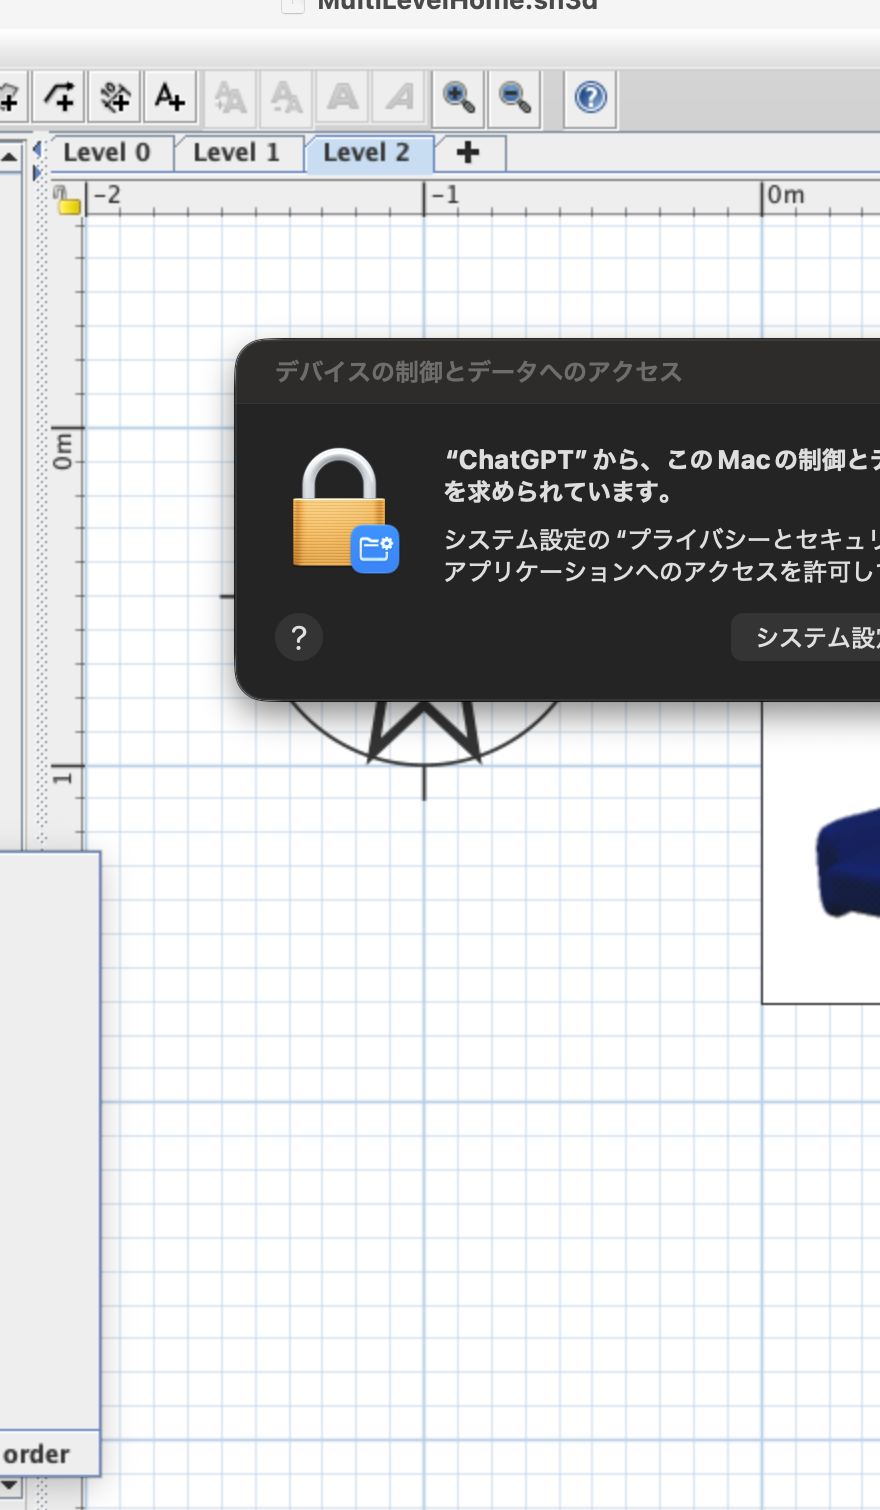 MultiLevelHome.sh3d
Level 0
Level 1
Level 2
-2
-1
0m
デバイスの制御とデータへのアクセス
“ChatGPT” から、このMacの制御と
を求められています。
システム設定の “プライバシーとセキュリ
アプリケーションへのアクセスを許可し
?
システム設
0m
1
order